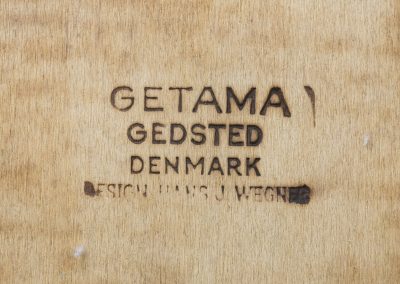 GETAMA
GEDSTED
DENMARK
DESIGN HANS J. WEGNER